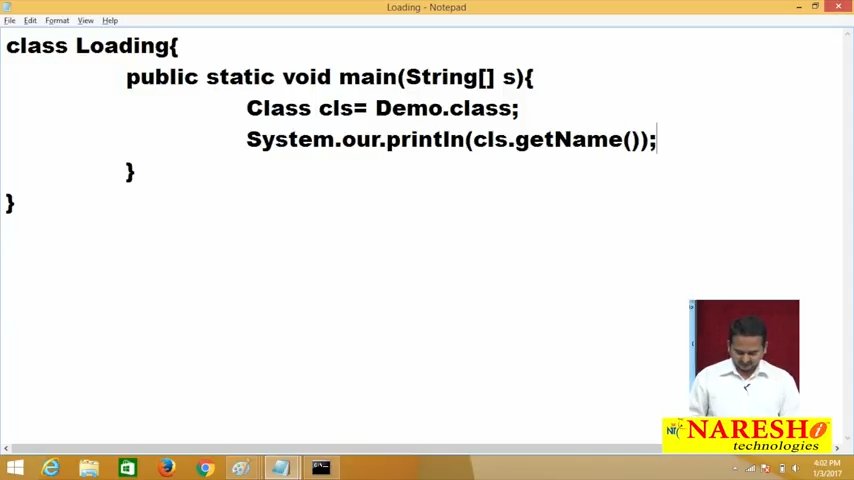 Loading - Notepad
File Edit Format View Help
class Loading{
public static void main(String[] s){
Class cls= Demo.class;
System.our.println(cls.getName());
}
}
NARESH i
technologies
4:02 PM
1/3/2017